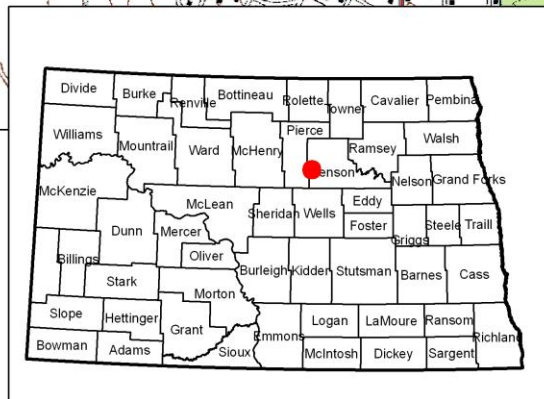 Divide Burke Renville Bottineau Rolette Towner Cavalier Pembina
Williams Mountrail Ward McHenry Pierce Ramsey Walsh
McKenzie enson Nelson Grand Forks
McLean Sheridan Wells Eddy
Dunn Mercer Foster Griggs Steele Traill
Billings Oliver
Stark Burleigh Kidder Stutsman Barnes Cass
Morton
Slope Hettinger Grant Logan LaMoure Ransom
Emmons Richland
Bowman Adams Sioux McIntosh Dickey Sargent